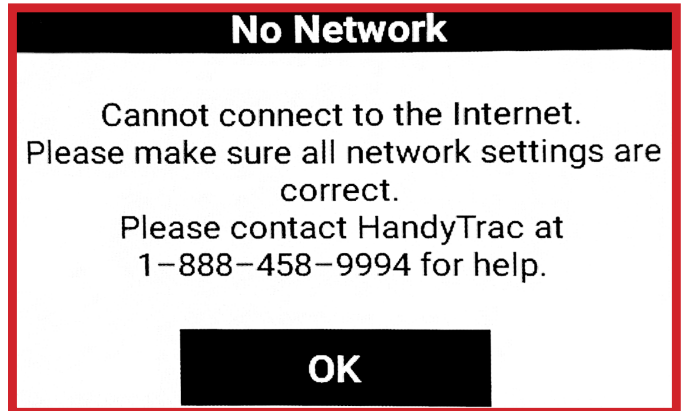 No Network
Cannot connect to the Internet.
Please make sure all network settings are
correct.
Please contact HandyTrac at
1-888-458-9994 for help.
OK